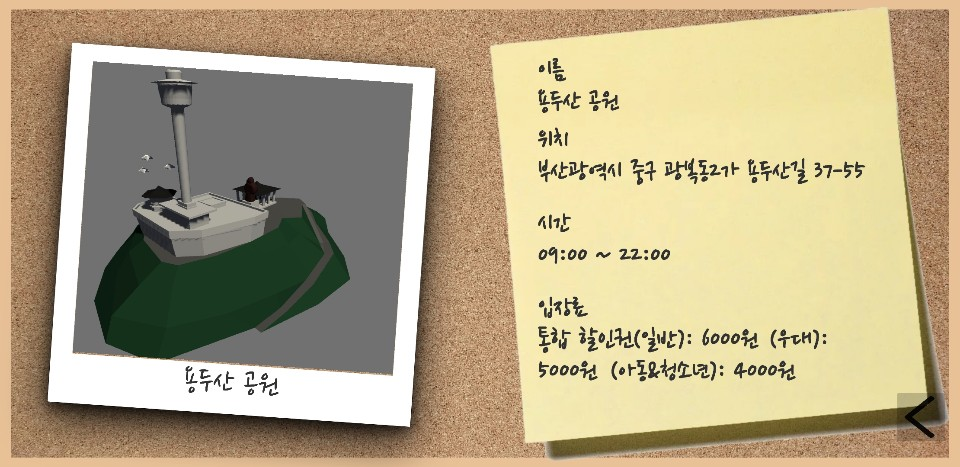 용두산 공원
이름
용두산 공원
위치
부산광역시 중구 광복동2가 용두산길 37-55
시간
09:00 ~ 22:00
입장료
통합 할인권(일반): 6000원 (우대):
5000원 (아동&청소년): 4000원